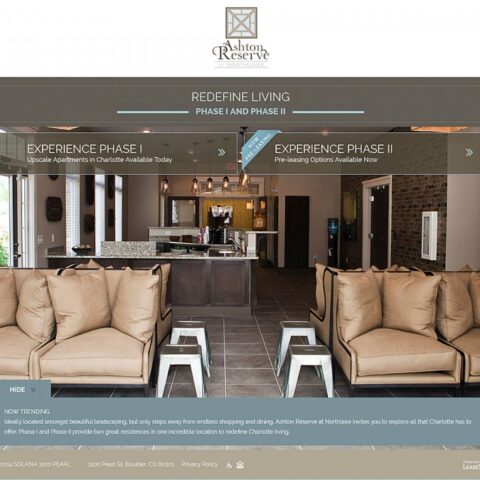 Ashton
Reserve
AT NORTHLAKE
REDEFINE LIVING
PHASE I AND PHASE II
EXPERIENCE PHASE I
Upscale Apartments in Charlotte Available Today
NOW
PRE-LEASING
EXPERIENCE PHASE II
Pre-leasing Options Available Now
HIDE
NOW TRENDING
Ideally located amongst beautiful landscaping, but only steps away from endless shopping and dining, Ashton Reserve at Northlake invites you to explore all that Charlotte has to
offer. Phase I and Phase II provide two great residences in one incredible location to redefine Charlotte living.
2014 SOLANA 3100 PEARL 3100 Pearl St, Boulder, CO 80301 Privacy Policy